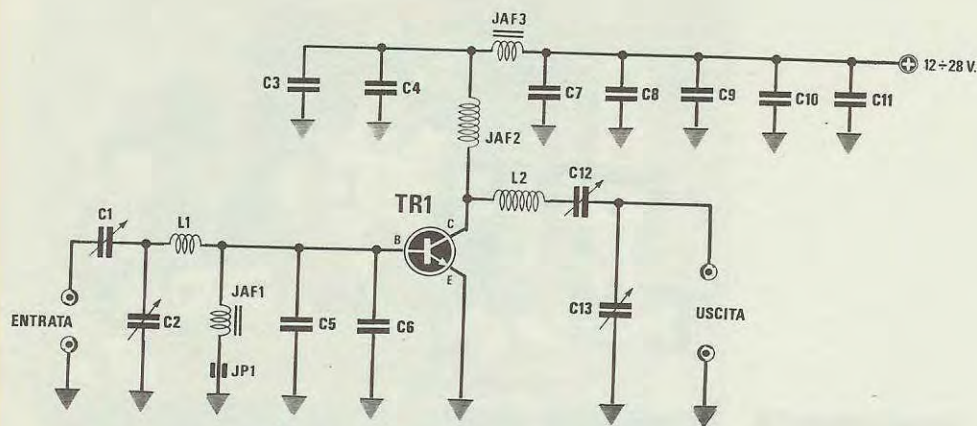 JAF3
12÷28 V.
C3
C4
C7
C8
C9
C10
C11
JAF2
L2
C12
TR1
C
B
E
C1
L1
ENTRATA
C2
JAF1
JP1
C5
C6
C13
USCITA